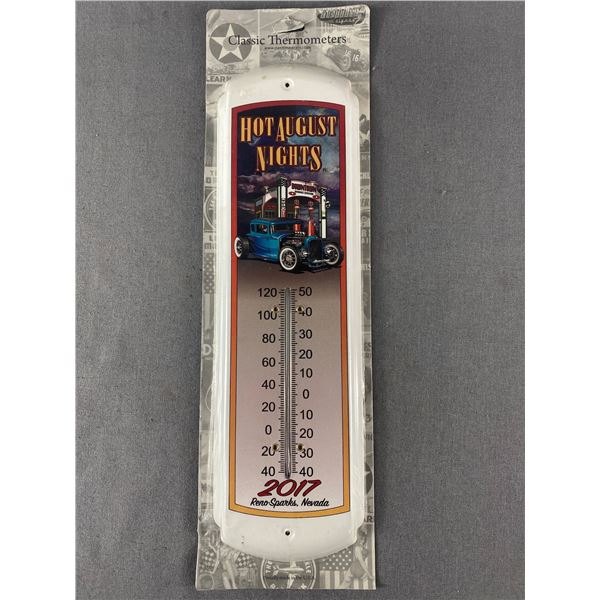 Classic Thermometers
HOT AUGUST
NIGHTS
120 50
100 40
80 30
60 20
40 10
20 0
0 10
20 20
40 30
40
2017
Reno-Sparks, Nevada